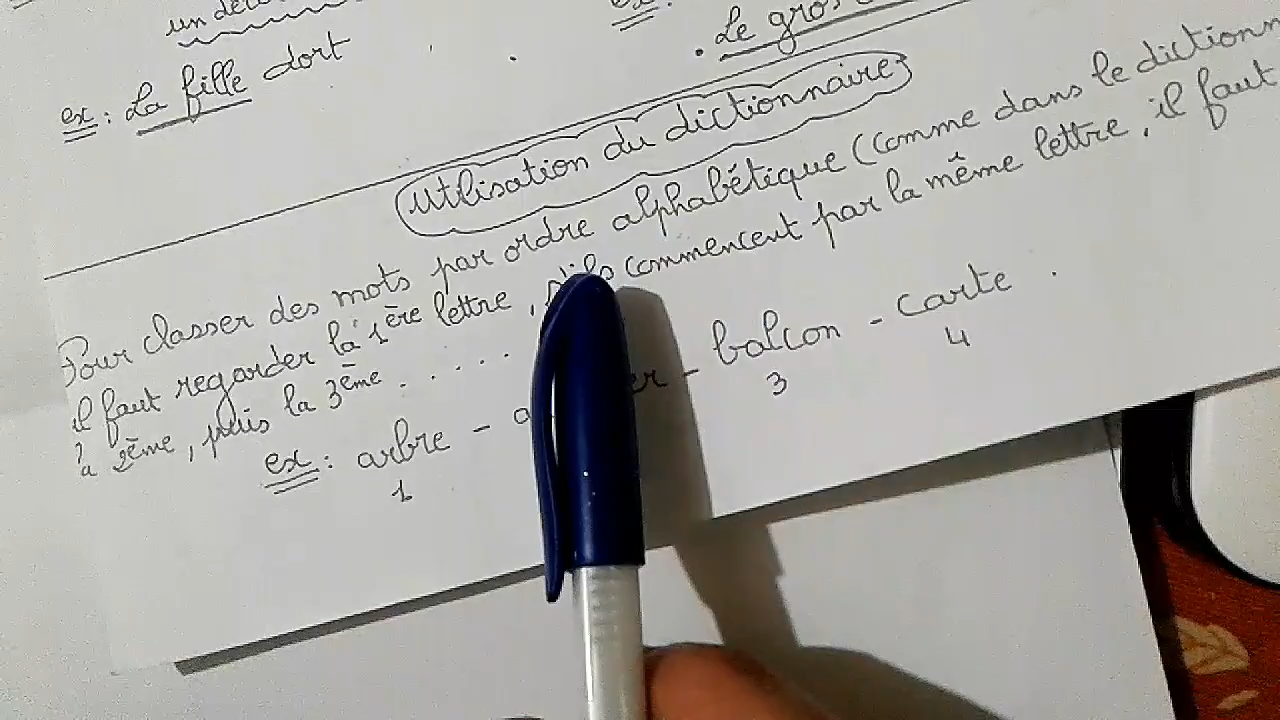 ex:
Le gros
ex: La fille dort
Utilisation du dictionnaire
Pour classer des mots par ordre alphabétique (comme dans le
il faut regarder la 1ère lettre, s'ils commencent par la même lettre, il faut
la 2ème, puis la 3ème .....
ex: arbre - - balcon - carte .
1 3 4